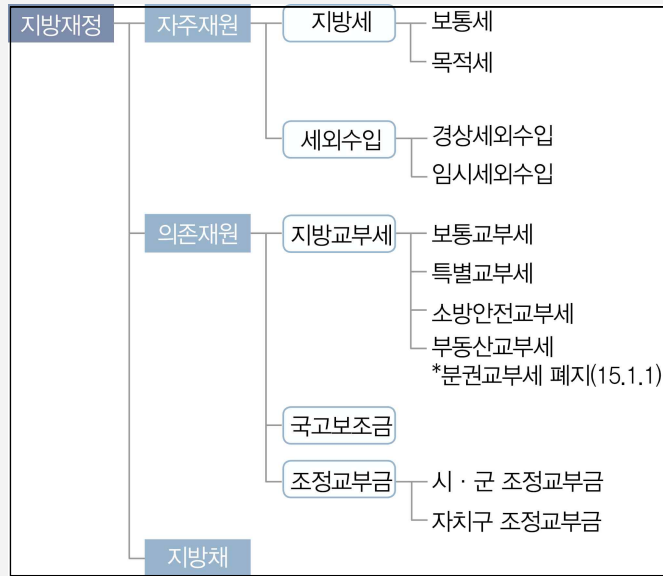 지방재정
자주재원
지방세
보통세
목적세
세외수입
경상세외수입
임시세외수입
의존재원
지방교부세
보통교부세
특별교부세
소방안전교부세
부동산교부세
*분권교부세 폐지(15.1.1)
국고보조금
조정교부금
시 · 군 조정교부금
자치구 조정교부금
지방채